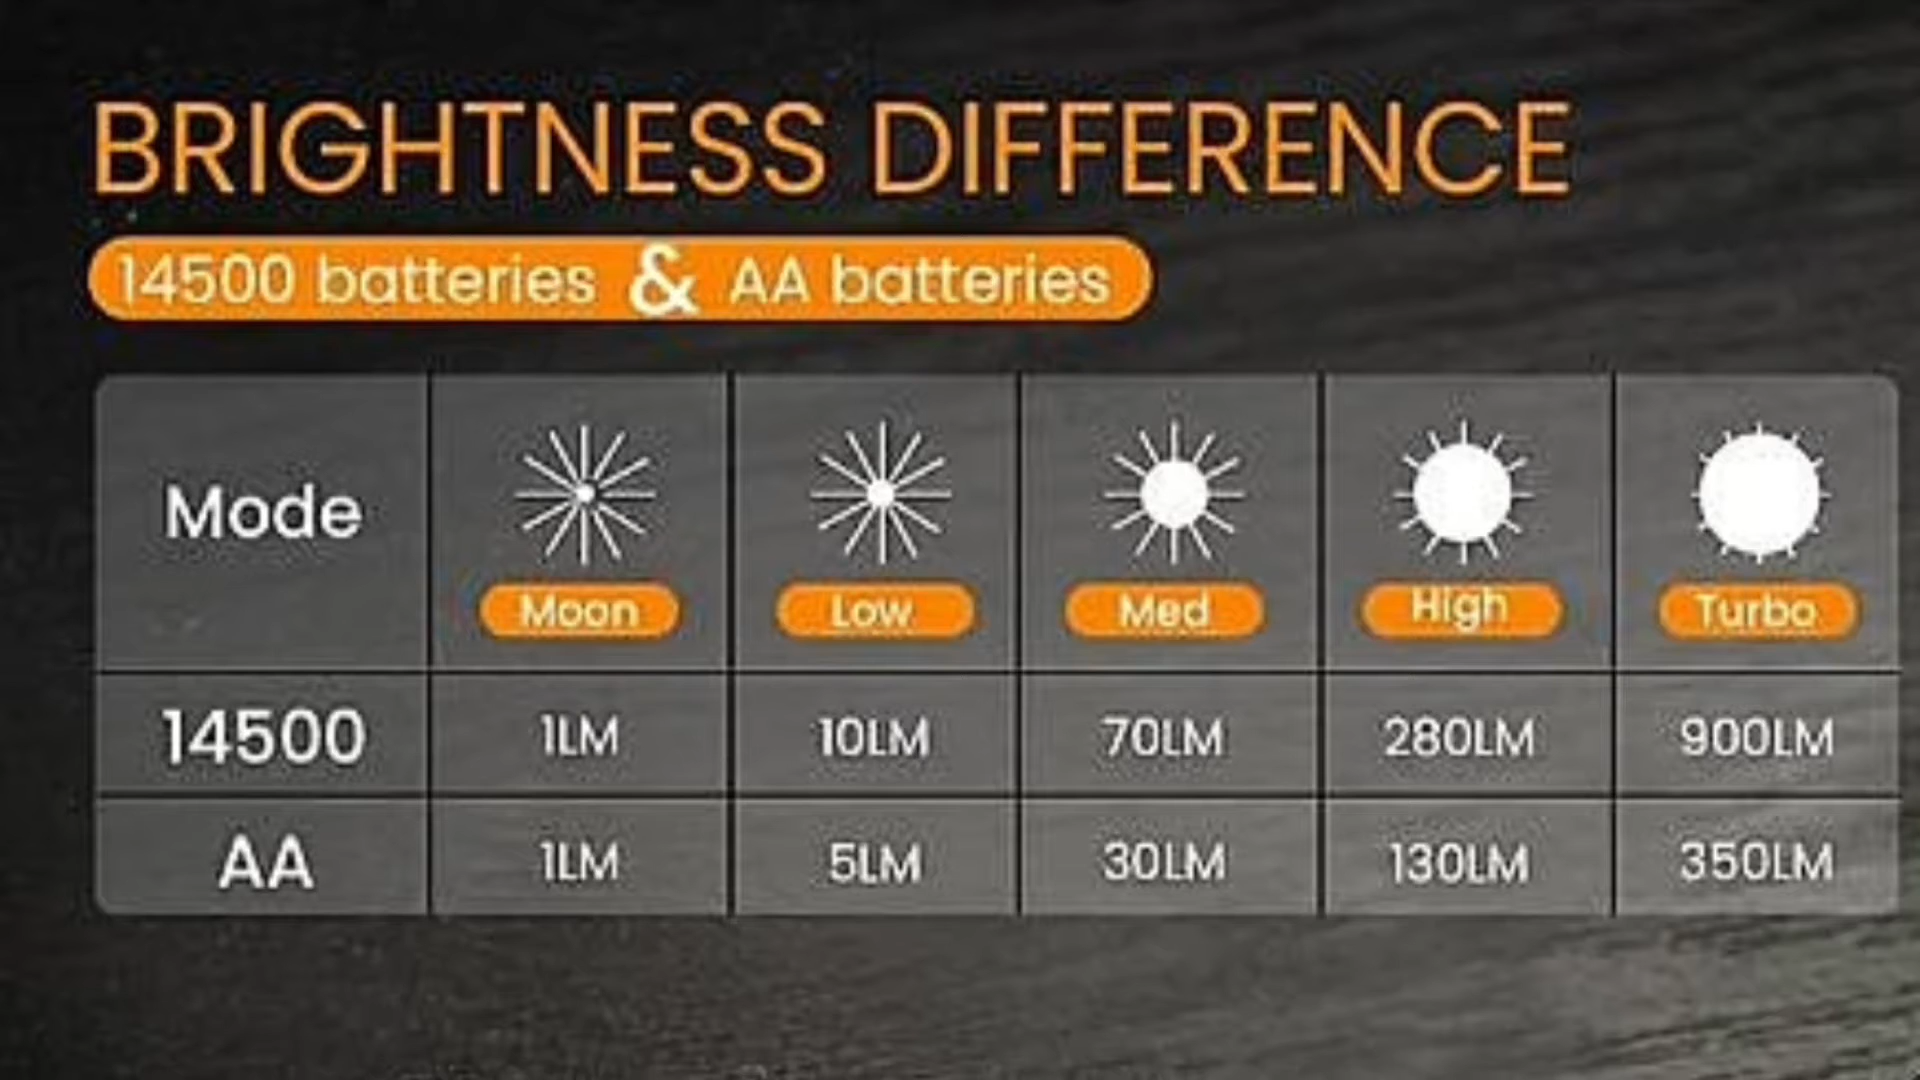 BRIGHTNESS DIFFERENCE
14500 batteries & AA batteries
Mode Moon Low Med High Turbo
14500 1LM 10LM 70LM 280LM 900LM
AA 1LM 5LM 30LM 130LM 350LM